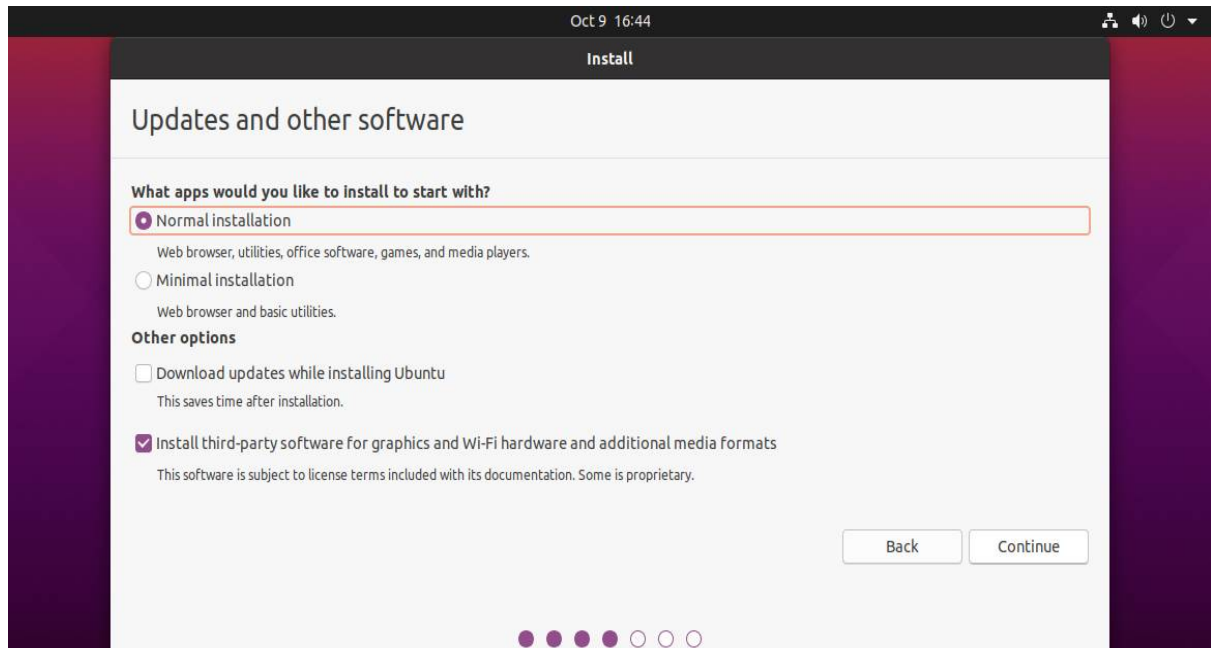 Oct 9 16:44
Install
Updates and other software
What apps would you like to install to start with?
Normal installation
Web browser, utilities, office software, games, and media players.
Minimal installation
Web browser and basic utilities.
Other options
Download updates while installing Ubuntu
This saves time after installation.
Install third-party software for graphics and Wi-Fi hardware and additional media formats
This software is subject to license terms included with its documentation. Some is proprietary.
Back Continue